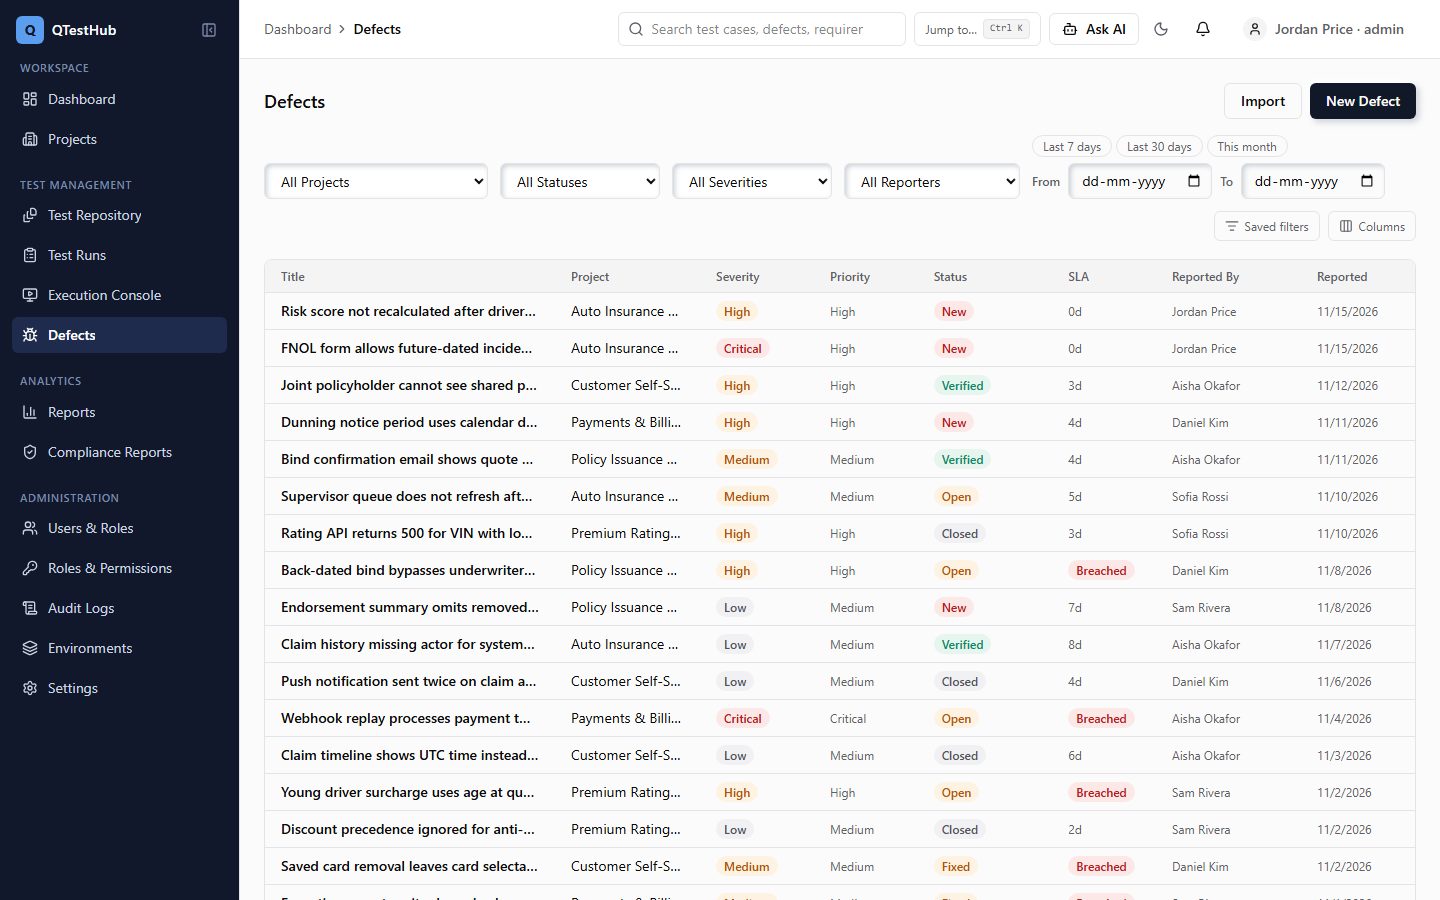 Q QTestHub
WORKSPACE
Dashboard
Projects
TEST MANAGEMENT
Test Repository
Test Runs
Execution Console
Defects
ANALYTICS
Reports
Compliance Reports
ADMINISTRATION
Users & Roles
Roles & Permissions
Audit Logs
Environments
Settings
Dashboard > Defects
Search test cases, defects, requirer
Jump to... Ctrl K
Ask AI
Jordan Price · admin
Defects
Import
New Defect
Last 7 days Last 30 days This month
All Projects All Statuses All Severities All Reporters From dd-mm-yyyy To dd-mm-yyyy
Saved filters Columns
Title Project Severity Priority Status SLA Reported By Reported
Risk score not recalculated after driver... Auto Insurance ... High High New 0d Jordan Price 11/15/2026
FNOL form allows future-dated incide... Auto Insurance ... Critical High New 0d Jordan Price 11/15/2026
Joint policyholder cannot see shared p... Customer Self-S... High High Verified 3d Aisha Okafor 11/12/2026
Dunning notice period uses calendar d... Payments & Billi... High High New 4d Daniel Kim 11/11/2026
Bind confirmation email shows quote ... Policy Issuance ... Medium Medium Verified 4d Aisha Okafor 11/11/2026
Supervisor queue does not refresh aft... Auto Insurance ... Medium Medium Open 5d Sofia Rossi 11/10/2026
Rating API returns 500 for VIN with lo... Premium Rating... High High Closed 3d Sofia Rossi 11/10/2026
Back-dated bind bypasses underwriter... Policy Issuance ... High High Open Breached Daniel Kim 11/8/2026
Endorsement summary omits removed... Policy Issuance ... Low Medium New 7d Sam Rivera 11/8/2026
Claim history missing actor for system... Auto Insurance ... Low Medium Verified 8d Aisha Okafor 11/7/2026
Push notification sent twice on claim a... Customer Self-S... Low Medium Closed 4d Daniel Kim 11/6/2026
Webhook replay processes payment t... Payments & Billi... Critical Critical Open Breached Aisha Okafor 11/4/2026
Claim timeline shows UTC time instead... Customer Self-S... Low Medium Closed 6d Aisha Okafor 11/3/2026
Young driver surcharge uses age at qu... Premium Rating... High High Open Breached Sam Rivera 11/2/2026
Discount precedence ignored for anti-... Premium Rating... Low Medium Closed 2d Sam Rivera 11/2/2026
Saved card removal leaves card selecta... Customer Self-S... Medium Medium Fixed Breached Daniel Kim 11/2/2026